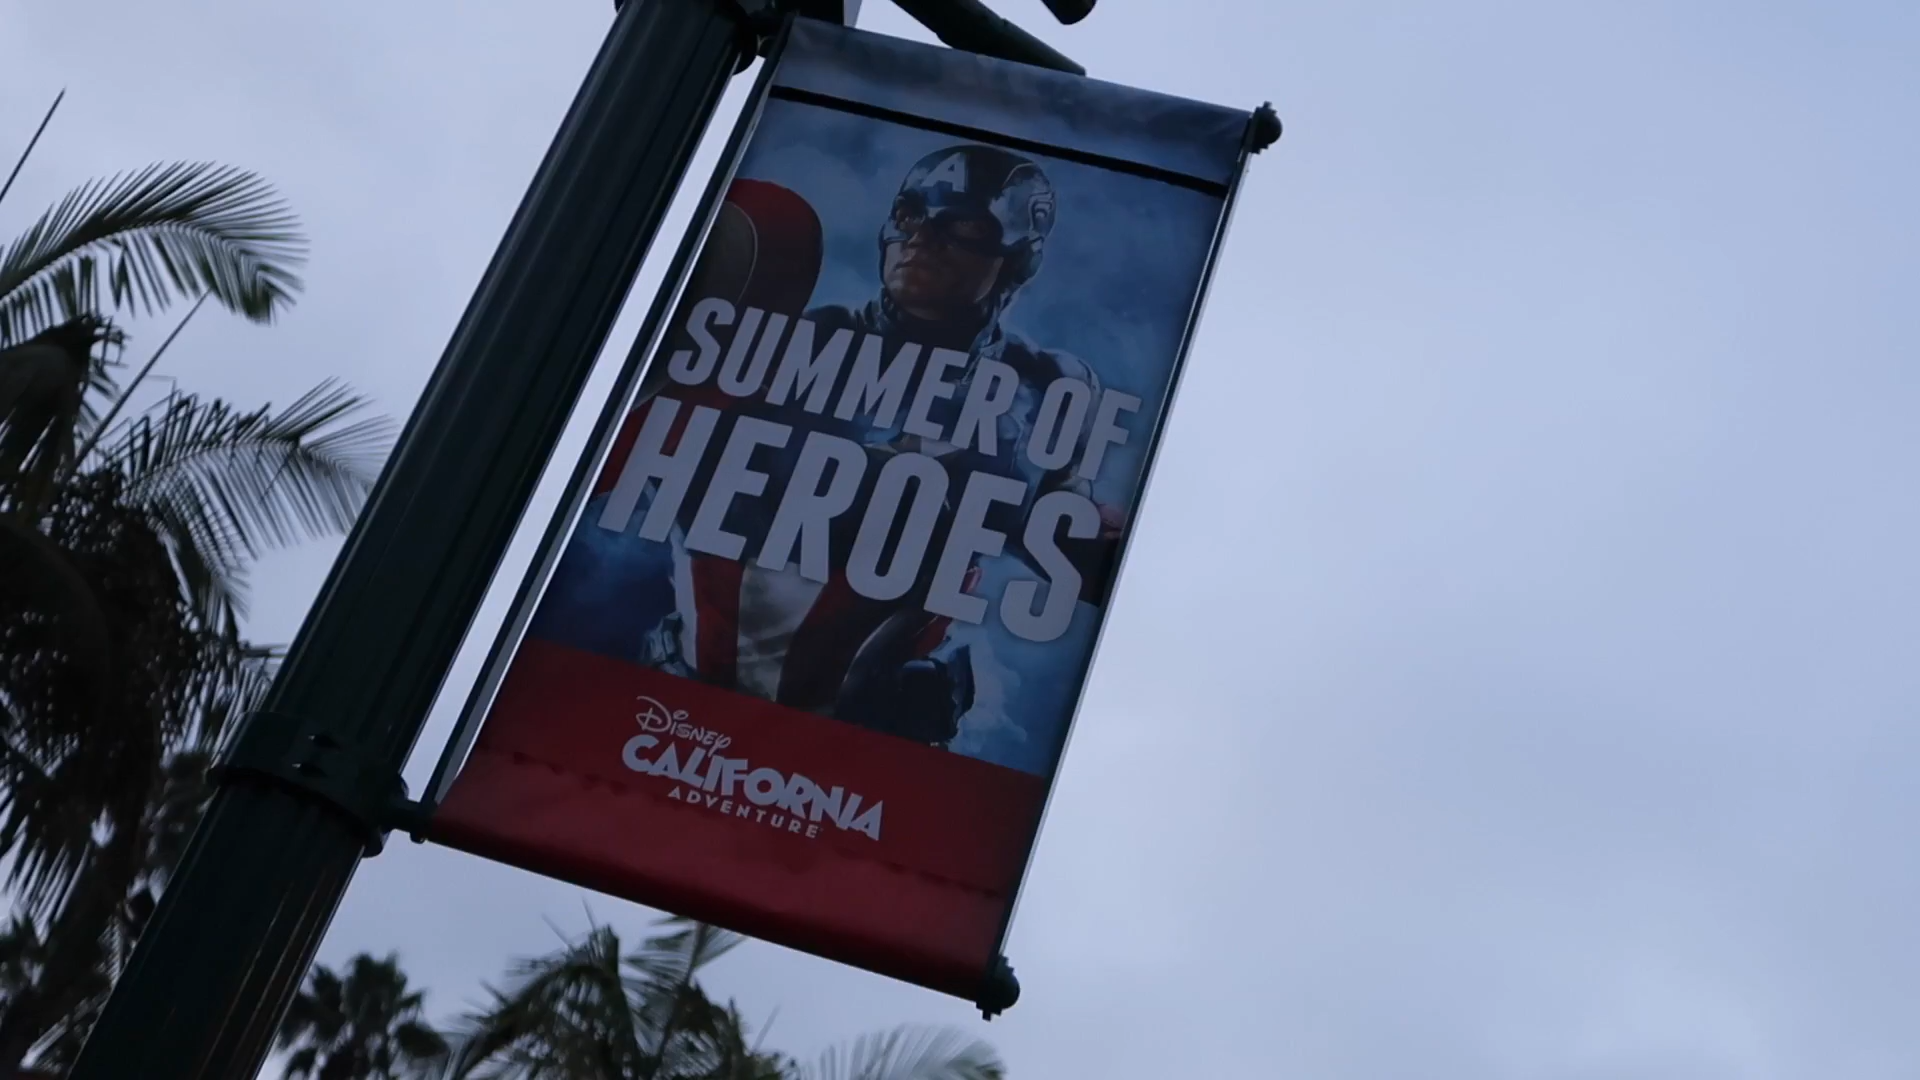 A
SUMMER OF
HEROES
Disney
CALIFORNIA
ADVENTURE